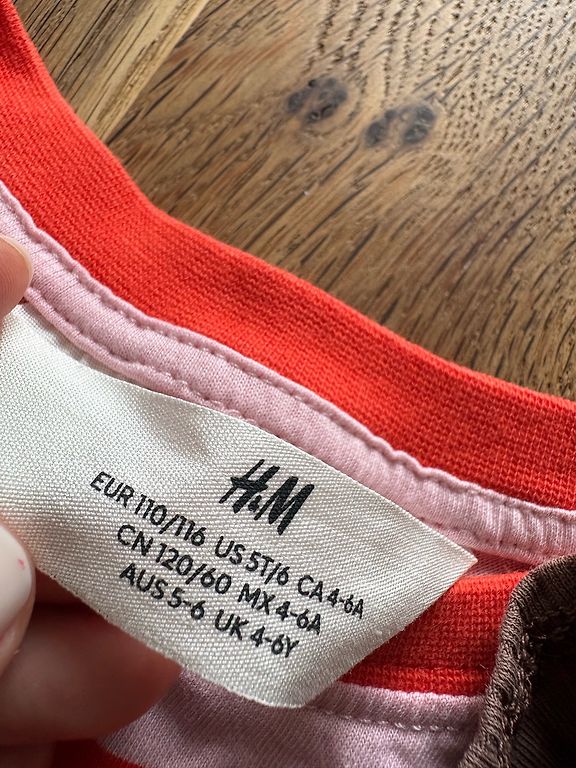 H&M
EUR 110/116 US 5T/6 CA 4-6A
CN 120/60 MX 4-6A
AUS 5-6 UK 4-6Y